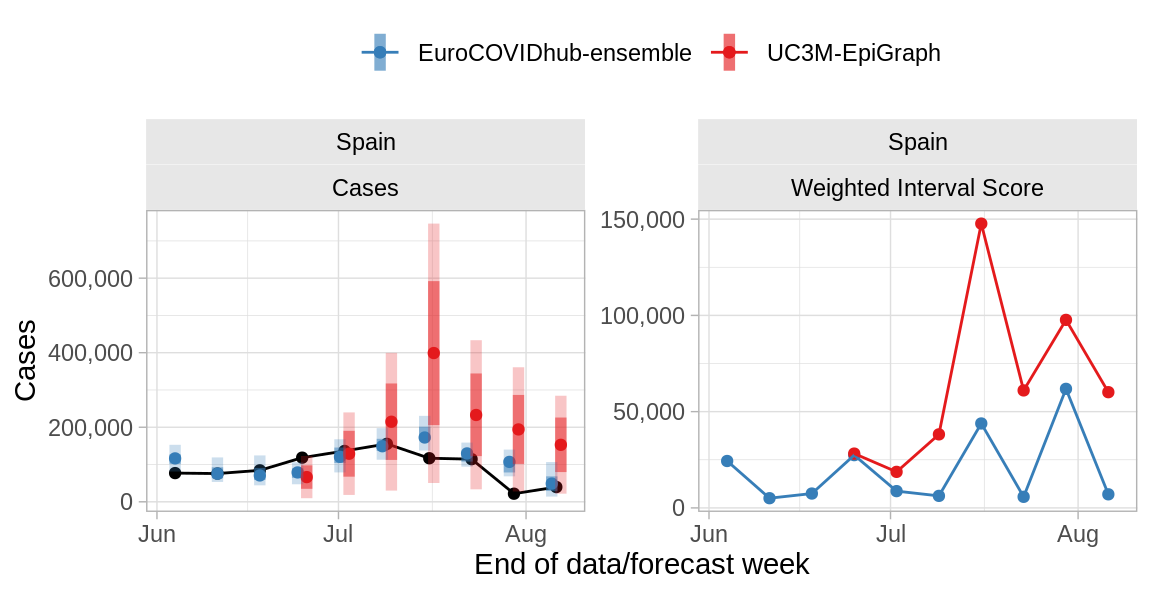 EuroCOVIDhub-ensemble UC3M-EpiGraph
Spain
Cases
600,000
400,000
200,000
0
Cases
Jun Jul Aug
Spain
Weighted Interval Score
150,000
100,000
50,000
0
Jun Jul Aug
End of data/forecast week